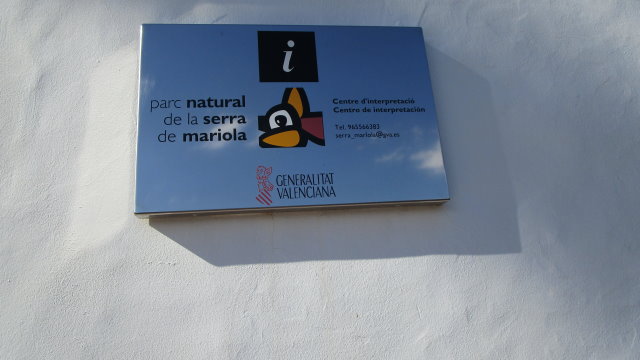 i
parc natural
de la serra
de mariola
Centre d'interpretació
Centro de interpretación
Tel. 965566383
serra_mariola@gva.es
GENERALITAT
VALENCIANA